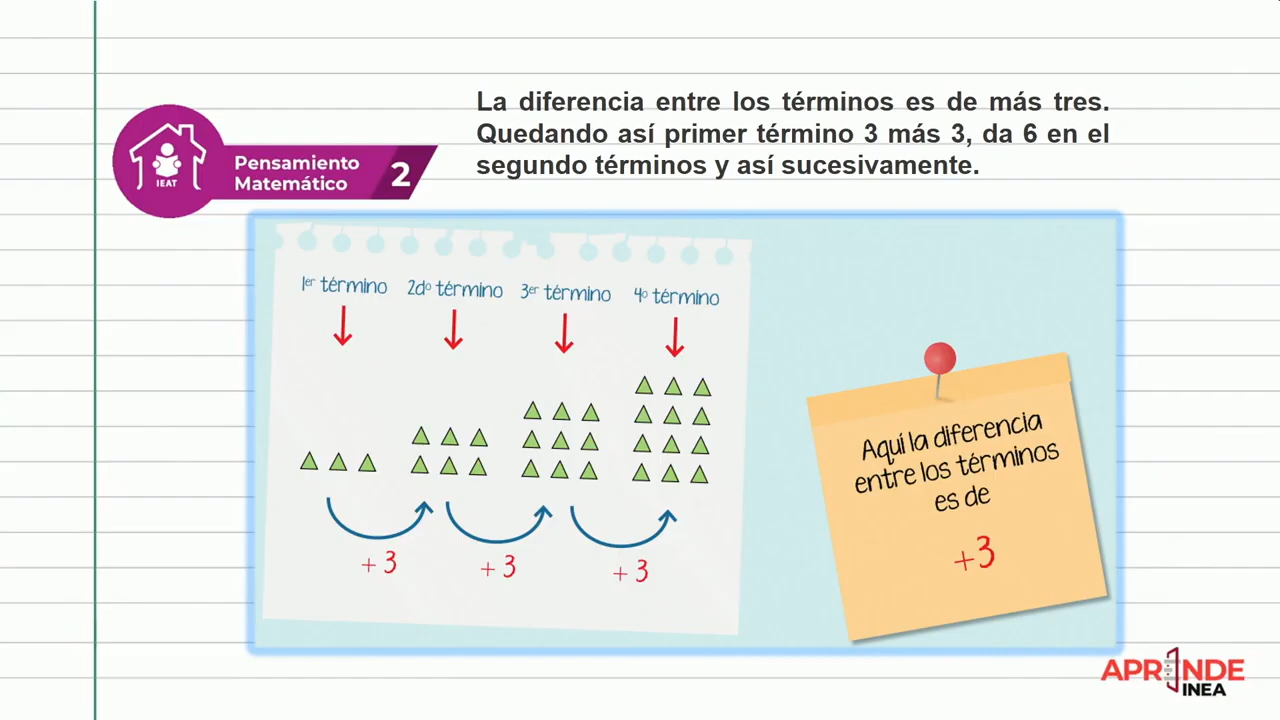 La diferencia entre los términos es de más tres.
Quedando así primer término 3 más 3, da 6 en el
segundo términos y así sucesivamente.
IEAT
Pensamiento
Matemático
2
1er término 2do término 3er término 4o término
+3 +3 +3
Aquí la diferencia
entre los términos
es de
+3
APRENDE
INEA